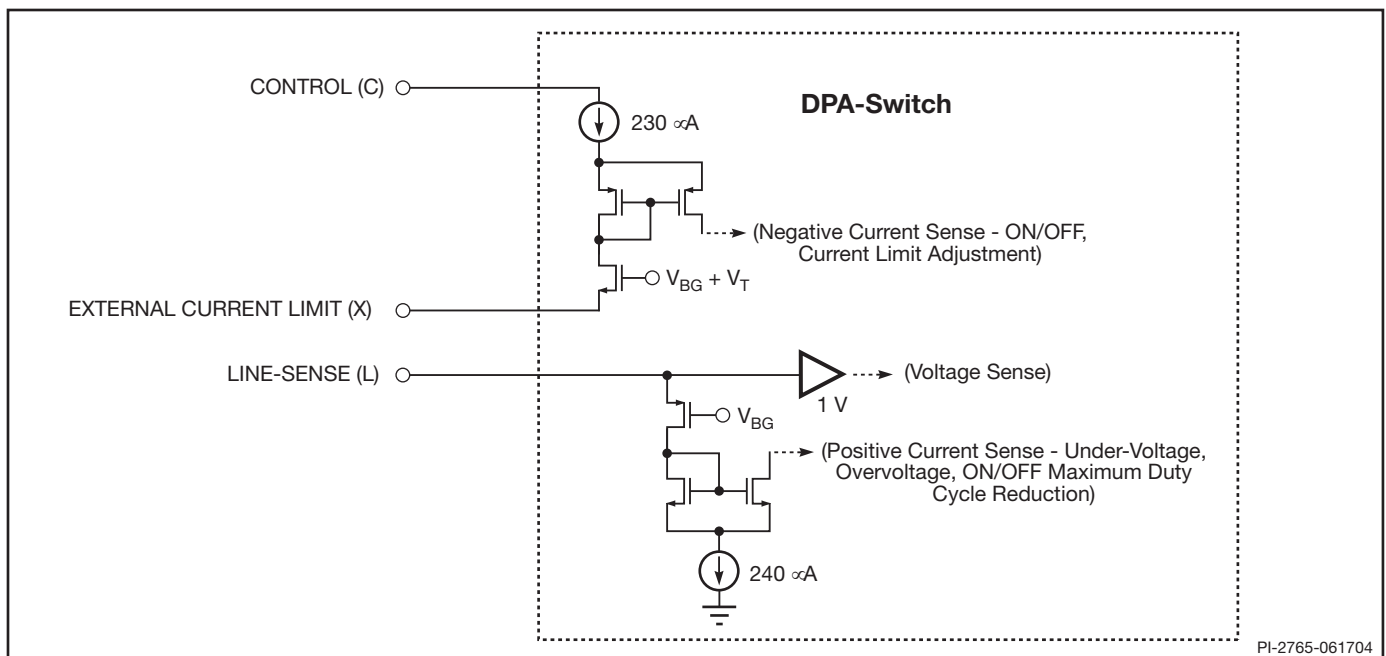 CONTROL (C)
DPA-Switch
230 ∝A
(Negative Current Sense - ON/OFF,
Current Limit Adjustment)
V_BG + V_T
EXTERNAL CURRENT LIMIT (X)
LINE-SENSE (L)
(Voltage Sense)
1 V
V_BG
(Positive Current Sense - Under-Voltage,
Overvoltage, ON/OFF Maximum Duty
Cycle Reduction)
240 ∝A
PI-2765-061704